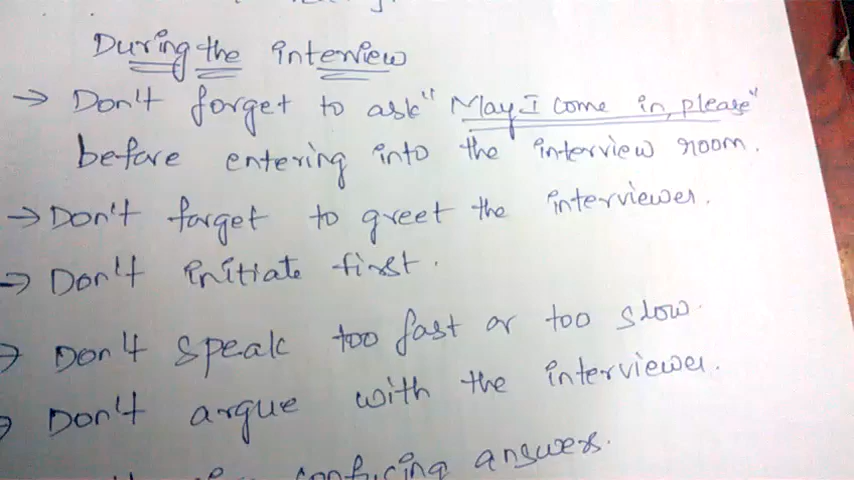 During the interview
→ Don't forget to ask "May I come in, please"
before entering into the interview room.
→ Don't forget to greet the interviewer.
→ Don't initiate first.
→ Don't speak too fast or too slow.
→ Don't argue with the interviewer.
confusing answers.